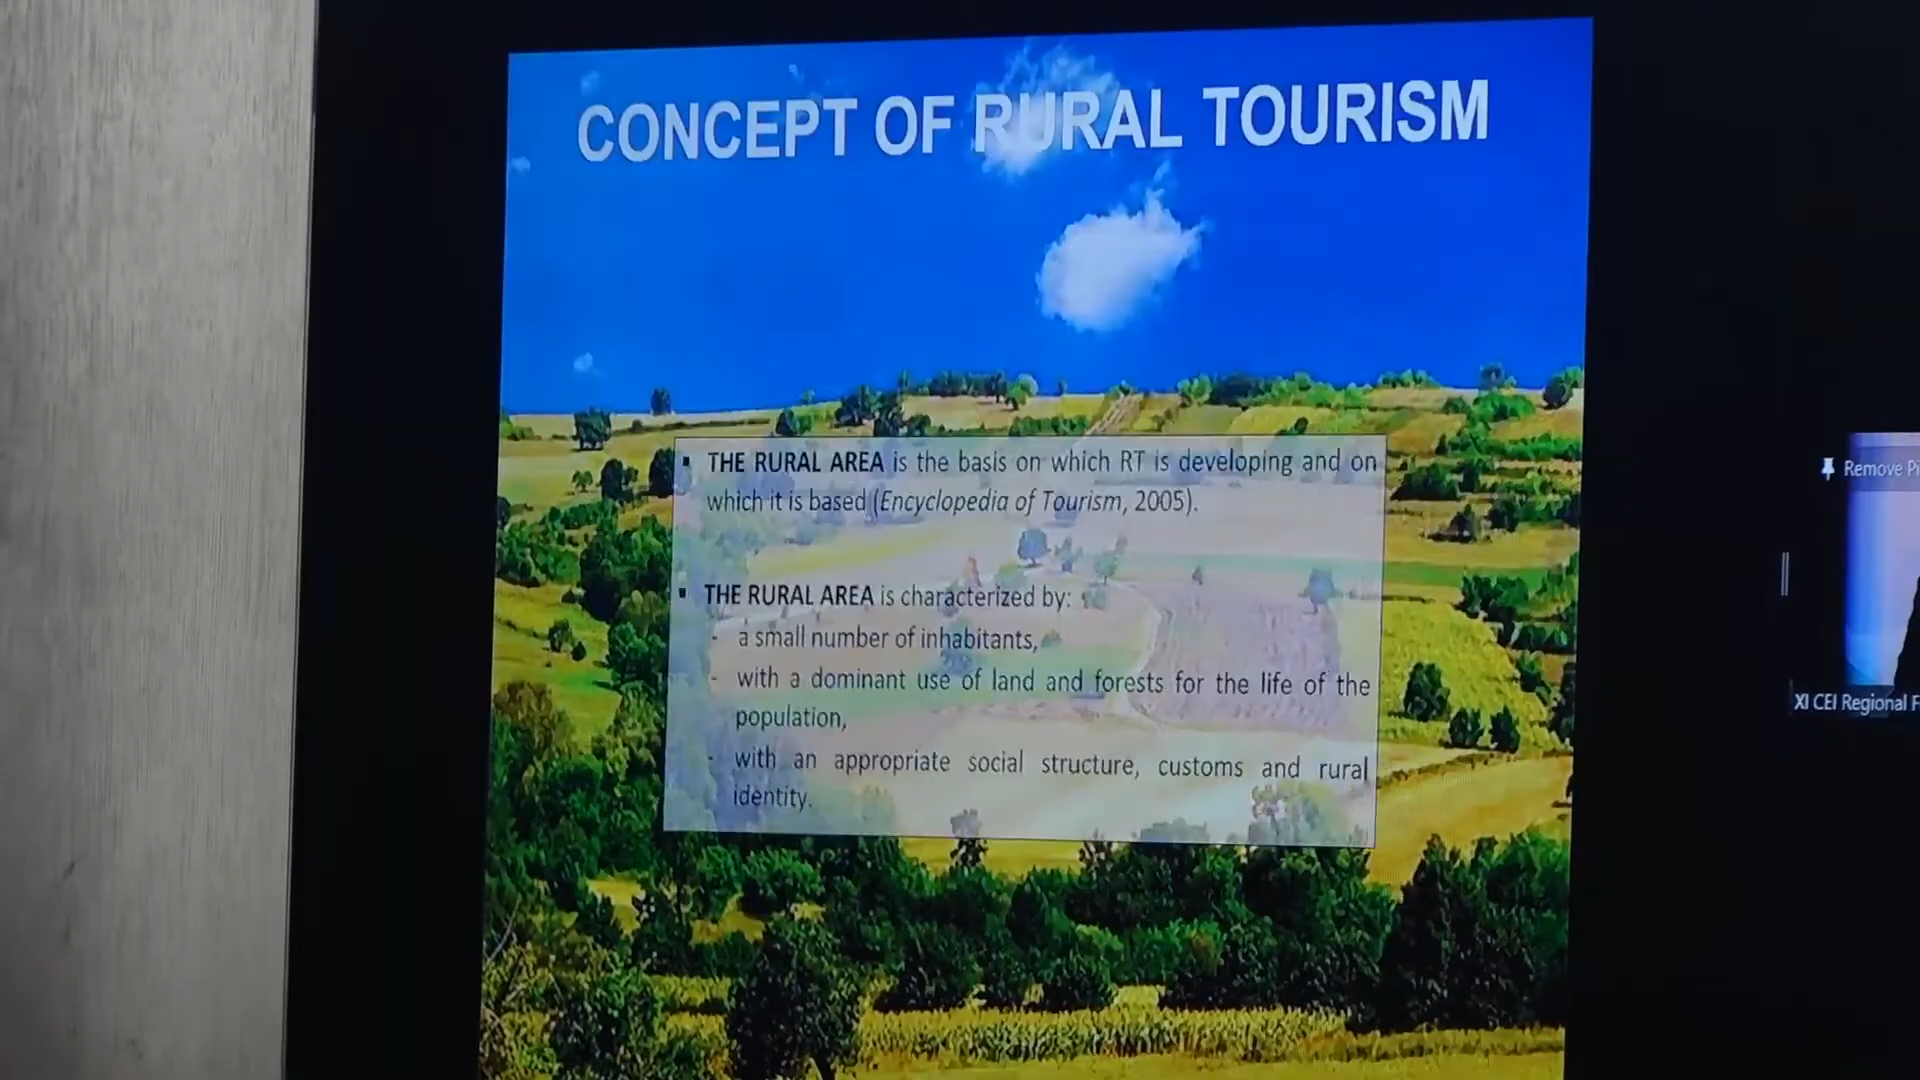 CONCEPT OF RURAL TOURISM
▪ THE RURAL AREA is the basis on which RT is developing and on
which it is based (Encyclopedia of Tourism, 2005).
▪ THE RURAL AREA is characterized by:
- a small number of inhabitants,
- with a dominant use of land and forests for the life of the
population,
- with an appropriate social structure, customs and rural
identity.
Remove
XI CEI Regional